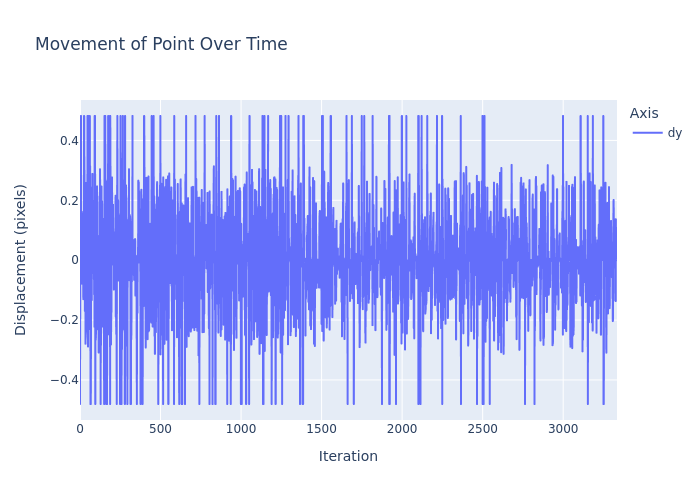 Movement of Point Over Time
Axis
dy
0.4
0.2
0
−0.2
−0.4
Displacement (pixels)
0 500 1000 1500 2000 2500 3000
Iteration